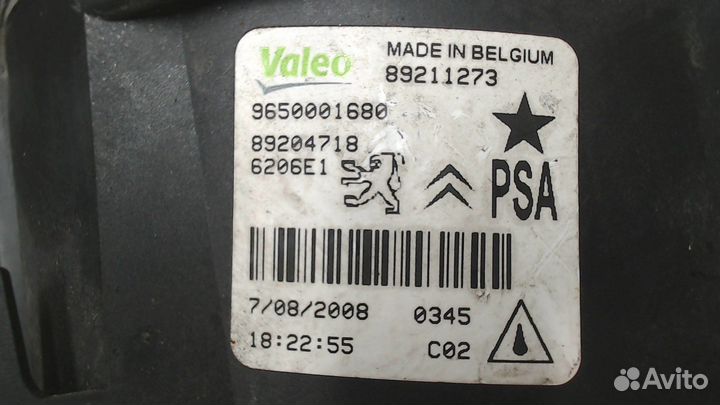 Valeo
MADE IN BELGIUM
89211273
9650001680
89204718
6206E1
PSA
7/08/2008 0345
18:22:55 C02
Avito